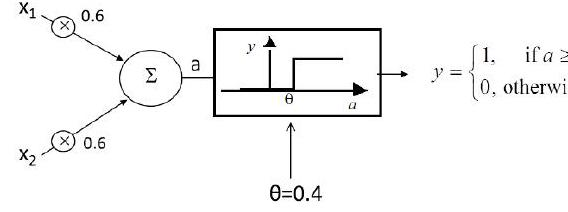 x₁
0.6
Σ
a
y
θ
a
y = {1, if a ≥
0, otherwi
x₂
0.6
θ=0.4